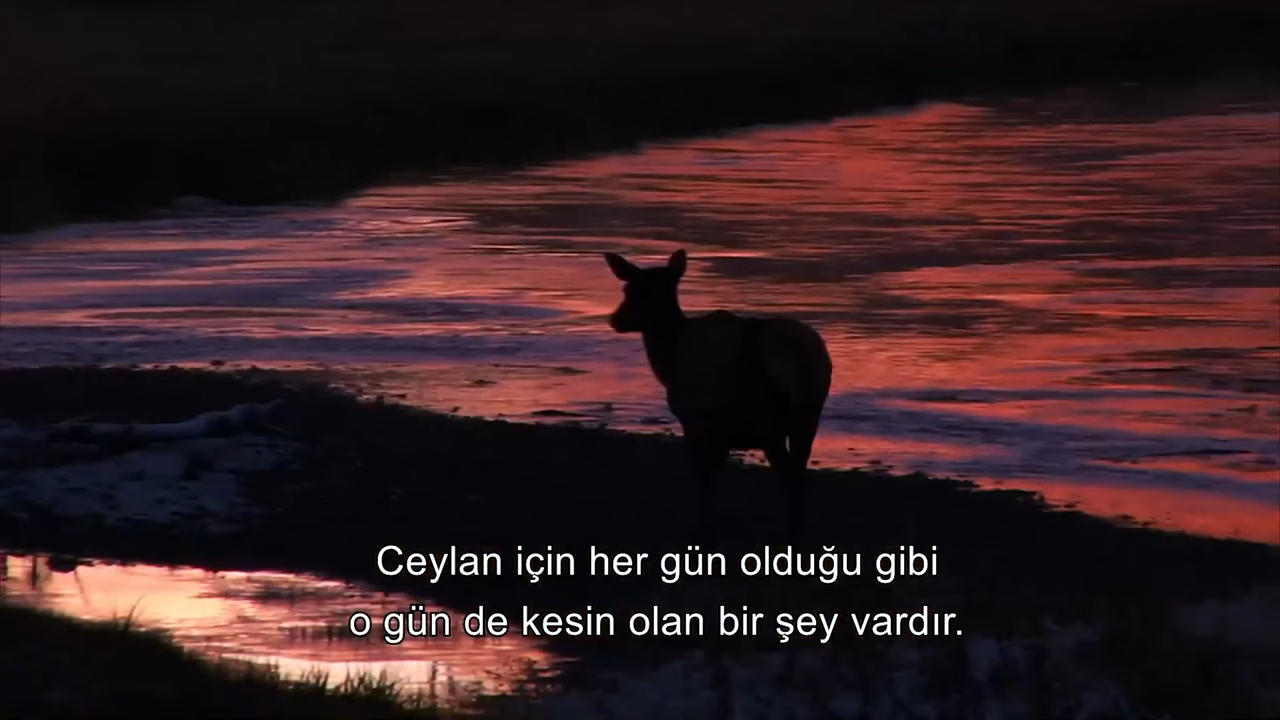 Ceylan için her gün olduğu gibi
o gün de kesin olan bir şey vardır.